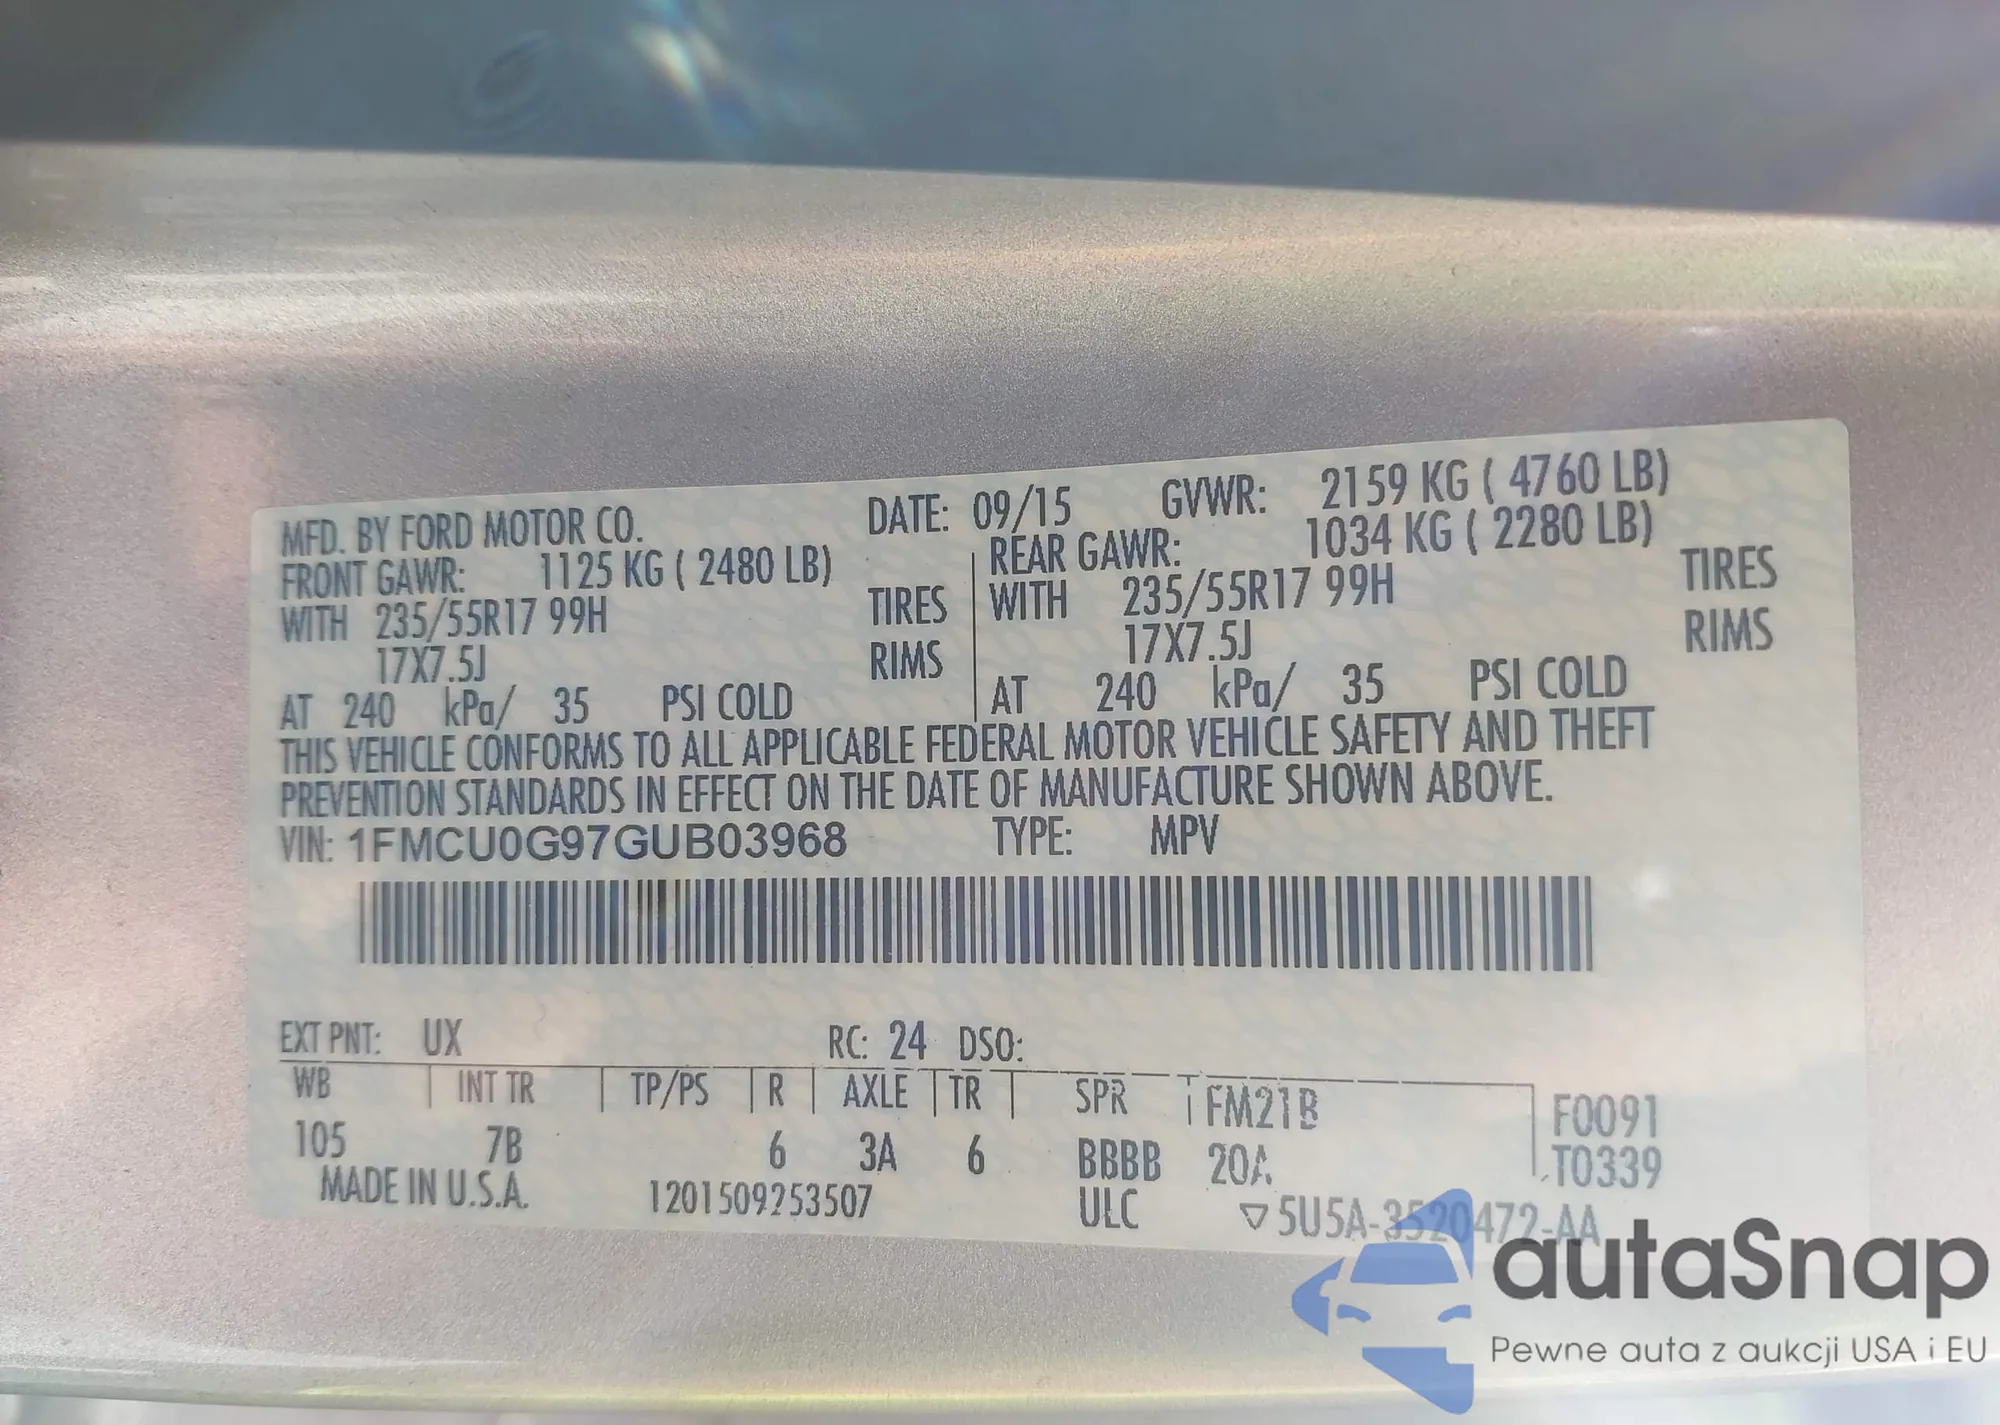 MFD. BY FORD MOTOR CO. DATE: 09/15 GVWR: 2159 KG ( 4760 LB)
FRONT GAWR: 1125 KG ( 2480 LB) REAR GAWR: 1034 KG ( 2280 LB)
WITH 235/55R17 99H TIRES WITH 235/55R17 99H TIRES
17X7.5J RIMS 17X7.5J RIMS
AT 240 kPa/ 35 PSI COLD AT 240 kPa/ 35 PSI COLD
THIS VEHICLE CONFORMS TO ALL APPLICABLE FEDERAL MOTOR VEHICLE SAFETY AND THEFT
PREVENTION STANDARDS IN EFFECT ON THE DATE OF MANUFACTURE SHOWN ABOVE.
VIN: 1FMCU0G97GUB03968 TYPE: MPV
EXT PNT: UX RC: 24 DSO:
WB INT TR TP/PS R AXLE TR SPR FM21B F0091
105 7B 6 3A 6 BBBB 20A T0339
MADE IN U.S.A. 1201509253507 ULC ▽5U5A-3520472-AA
autaSnap
Pewne auta z aukcji USA i EU